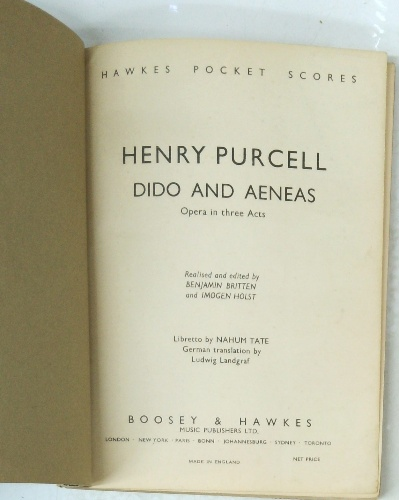 HAWKES POCKET SCORES
HENRY PURCELL
DIDO AND AENEAS
Opera in three Acts
Realised and edited by
BENJAMIN BRITTEN
and IMOGEN HOLST
Libretto by NAHUM TATE
German translation by
Ludwig Landgraf
BOOSEY & HAWKES
MUSIC PUBLISHERS LTD.
LONDON · NEW YORK · PARIS · BONN · JOHANNESBURG · SYDNEY · TORONTO
MADE IN ENGLAND
NET PRICE